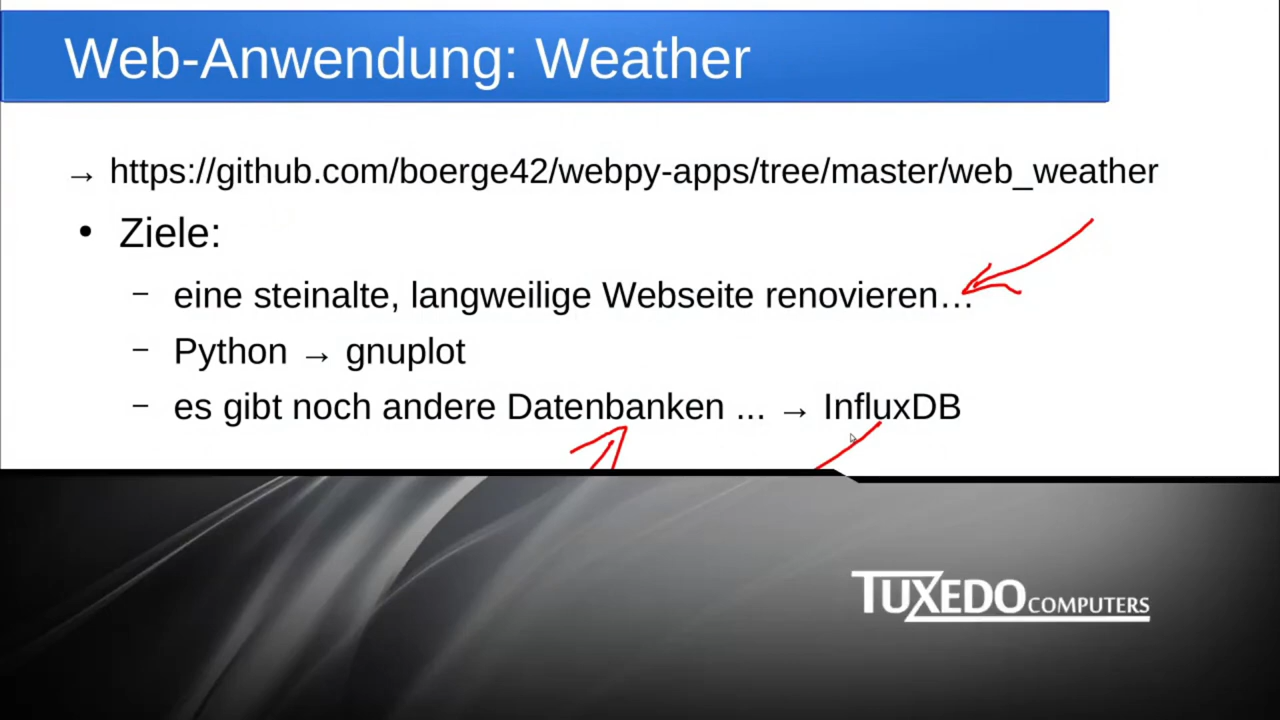 Web-Anwendung: Weather
→ https://github.com/boerge42/webpy-apps/tree/master/web_weather
• Ziele:
– eine steinalte, langweilige Webseite renovieren…
– Python → gnuplot
– es gibt noch andere Datenbanken ... → InfluxDB
TUXEDO COMPUTERS